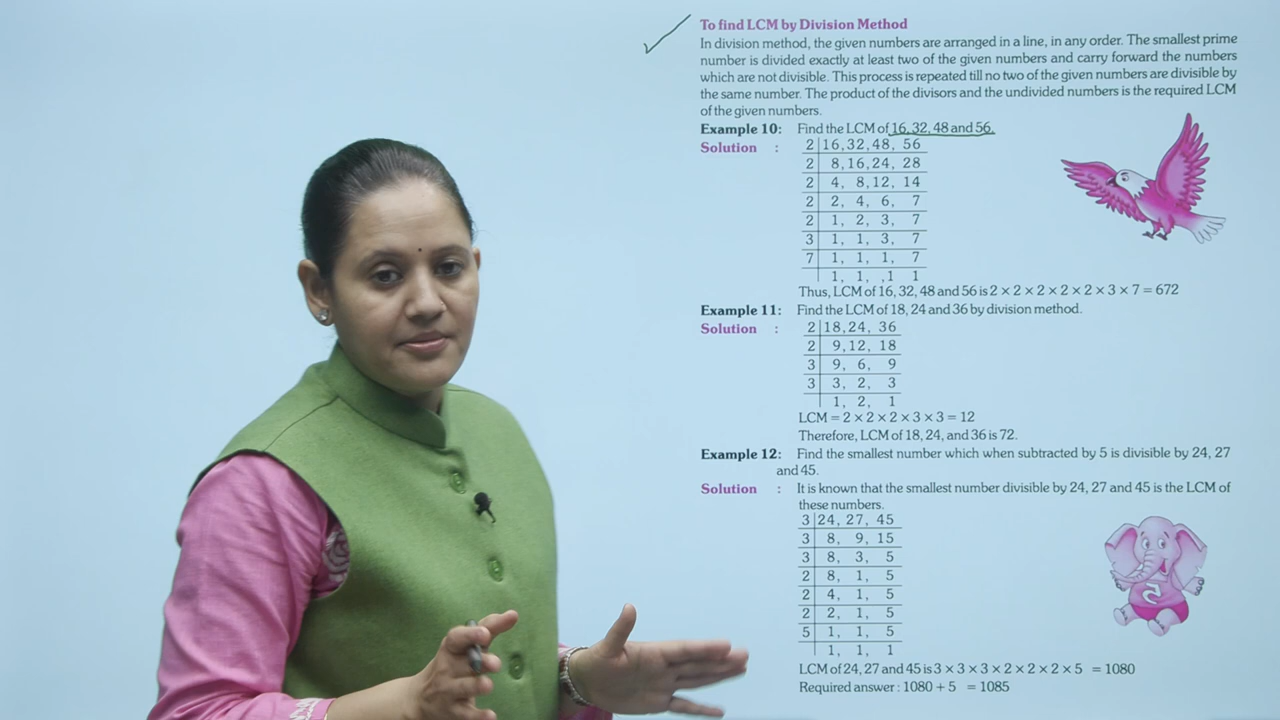 To find LCM by Division Method
In division method, the given numbers are arranged in a line, in any order. The smallest prime
number is divided exactly at least two of the given numbers and carry forward the numbers
which are not divisible. This process is repeated till no two of the given numbers are divisible by
the same number. The product of the divisors and the undivided numbers is the required LCM
of the given numbers.
Example 10: Find the LCM of 16, 32, 48 and 56.
Solution : 2 | 16, 32, 48, 56
2 | 8, 16, 24, 28
2 | 4, 8, 12, 14
2 | 2, 4, 6, 7
2 | 1, 2, 3, 7
3 | 1, 1, 3, 7
7 | 1, 1, 1, 7
| 1, 1, ,1 1
Thus, LCM of 16, 32, 48 and 56 is 2 × 2 × 2 × 2 × 2 × 3 × 7 = 672
Example 11: Find the LCM of 18, 24 and 36 by division method.
Solution : 2 | 18, 24, 36
2 | 9, 12, 18
3 | 9, 6, 9
3 | 3, 2, 3
| 1, 2, 1
LCM = 2 × 2 × 2 × 3 × 3 = 12
Therefore, LCM of 18, 24, and 36 is 72.
Example 12: Find the smallest number which when subtracted by 5 is divisible by 24, 27
and 45.
Solution : It is known that the smallest number divisible by 24, 27 and 45 is the LCM of
these numbers.
3 | 24, 27, 45
3 | 8, 9, 15
3 | 8, 3, 5
2 | 8, 1, 5
2 | 4, 1, 5
2 | 2, 1, 5
5 | 1, 1, 5
| 1, 1, 1
LCM of 24, 27 and 45 is 3 × 3 × 3 × 2 × 2 × 2 × 5 = 1080
Required answer : 1080 + 5 = 1085